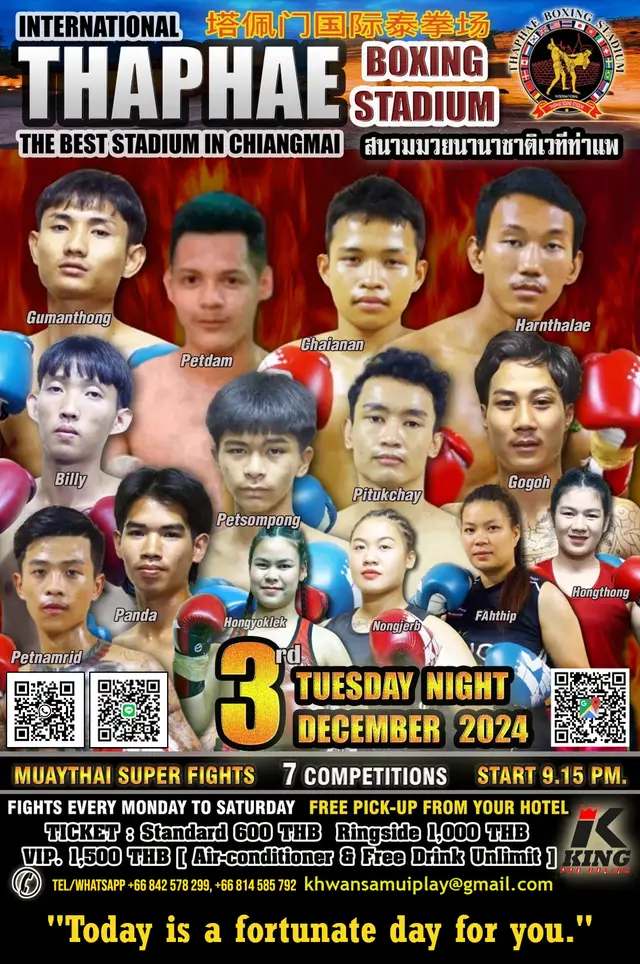 INTERNATIONAL
塔佩门国际泰拳场
THAPHAE
BOXING
STADIUM
THE BEST STADIUM IN CHIANGMAI
สนามมวยนานาชาติเวทีท่าแพ
THAPHAE BOXING STADIUM
INTERNATIONAL
Gumanthong
Petdam
Chaianan
Harnthalae
Billy
Petsompong
Pitukchay
Gogoh
Petnamrid
Panda
Hongyoklek
Nongjerb
FAhthip
Hongthong
3rd
TUESDAY NIGHT
DECEMBER 2024
MUAYTHAI SUPER FIGHTS 7 COMPETITIONS START 9.15 PM.
FIGHTS EVERY MONDAY TO SATURDAY FREE PICK-UP FROM YOUR HOTEL
TICKET : Standard 600 THB Ringside 1,000 THB
VIP. 1,500 THB [ Air-conditioner & Free Drink Unlimit ]
KING
TEL/WHATSAPP +66 842 578 299, +66 814 585 792 khwansamuiplay@gmail.com
"Today is a fortunate day for you."